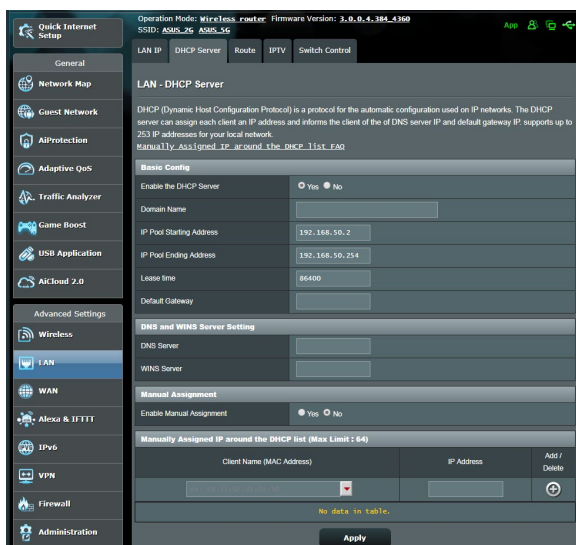 Quick Internet
Setup
Operation Mode: Wireless router Firmware Version: 3.0.0.4.384_4360
SSID: ASUS_2G ASUS_5G
App
LAN IP DHCP Server Route IPTV Switch Control
General
Network Map
Guest Network
AiProtection
Adaptive QoS
Traffic Analyzer
Game Boost
USB Application
AiCloud 2.0
Advanced Settings
Wireless
LAN
WAN
Alexa & IFTTT
IPv6
VPN
Firewall
Administration
LAN - DHCP Server
DHCP (Dynamic Host Configuration Protocol) is a protocol for the automatic configuration used on IP networks. The DHCP
server can assign each client an IP address and informs the client of the of DNS server IP and default gateway IP. supports up to
253 IP addresses for your local network.
Manually Assigned IP around the DHCP list FAQ
Basic Config
Enable the DHCP Server Yes No
Domain Name
IP Pool Starting Address 192.168.50.2
IP Pool Ending Address 192.168.50.254
Lease time 86400
Default Gateway
DNS and WINS Server Setting
DNS Server
WINS Server
Manual Assignment
Enable Manual Assignment Yes No
Manually Assigned IP around the DHCP list (Max Limit : 64)
Client Name (MAC Address) IP Address Add /
Delete
No data in table.
Apply